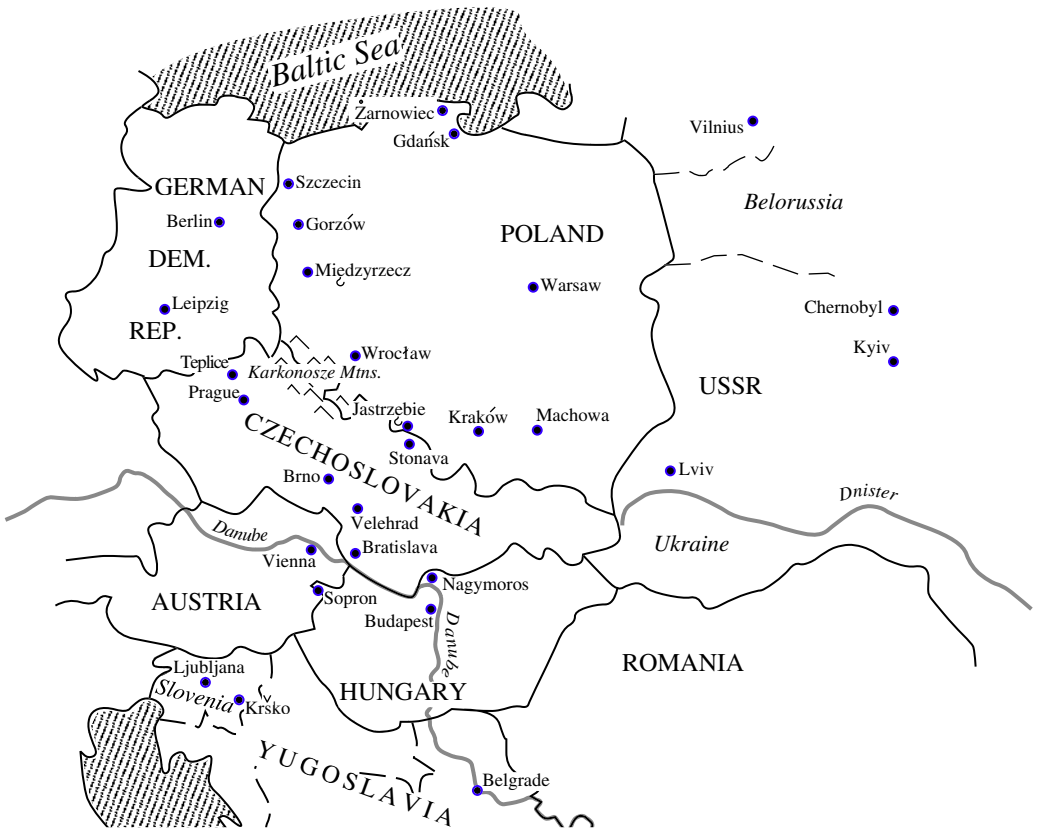 Baltic Sea
Żarnowiec
Gdańsk
Vilnius
GERMAN
Szczecin
Belorussia
Berlin
Gorzów
POLAND
DEM.
Międzyrzecz
Warsaw
Leipzig
Chernobyl
REP.
Kyiv
Teplice
Wrocław
Karkonosze Mtns.
USSR
Prague
Jastrzebie
Kraków
Machowa
CZECHOSLOVAKIA
Stonava
Lviv
Brno
Dnister
Velehrad
Danube
Bratislava
Ukraine
Vienna
Nagymoros
AUSTRIA
Sopron
Budapest
Danube
ROMANIA
Ljubljana
Slovenia
HUNGARY
Krsko
YUGOSLAVIA
Belgrade